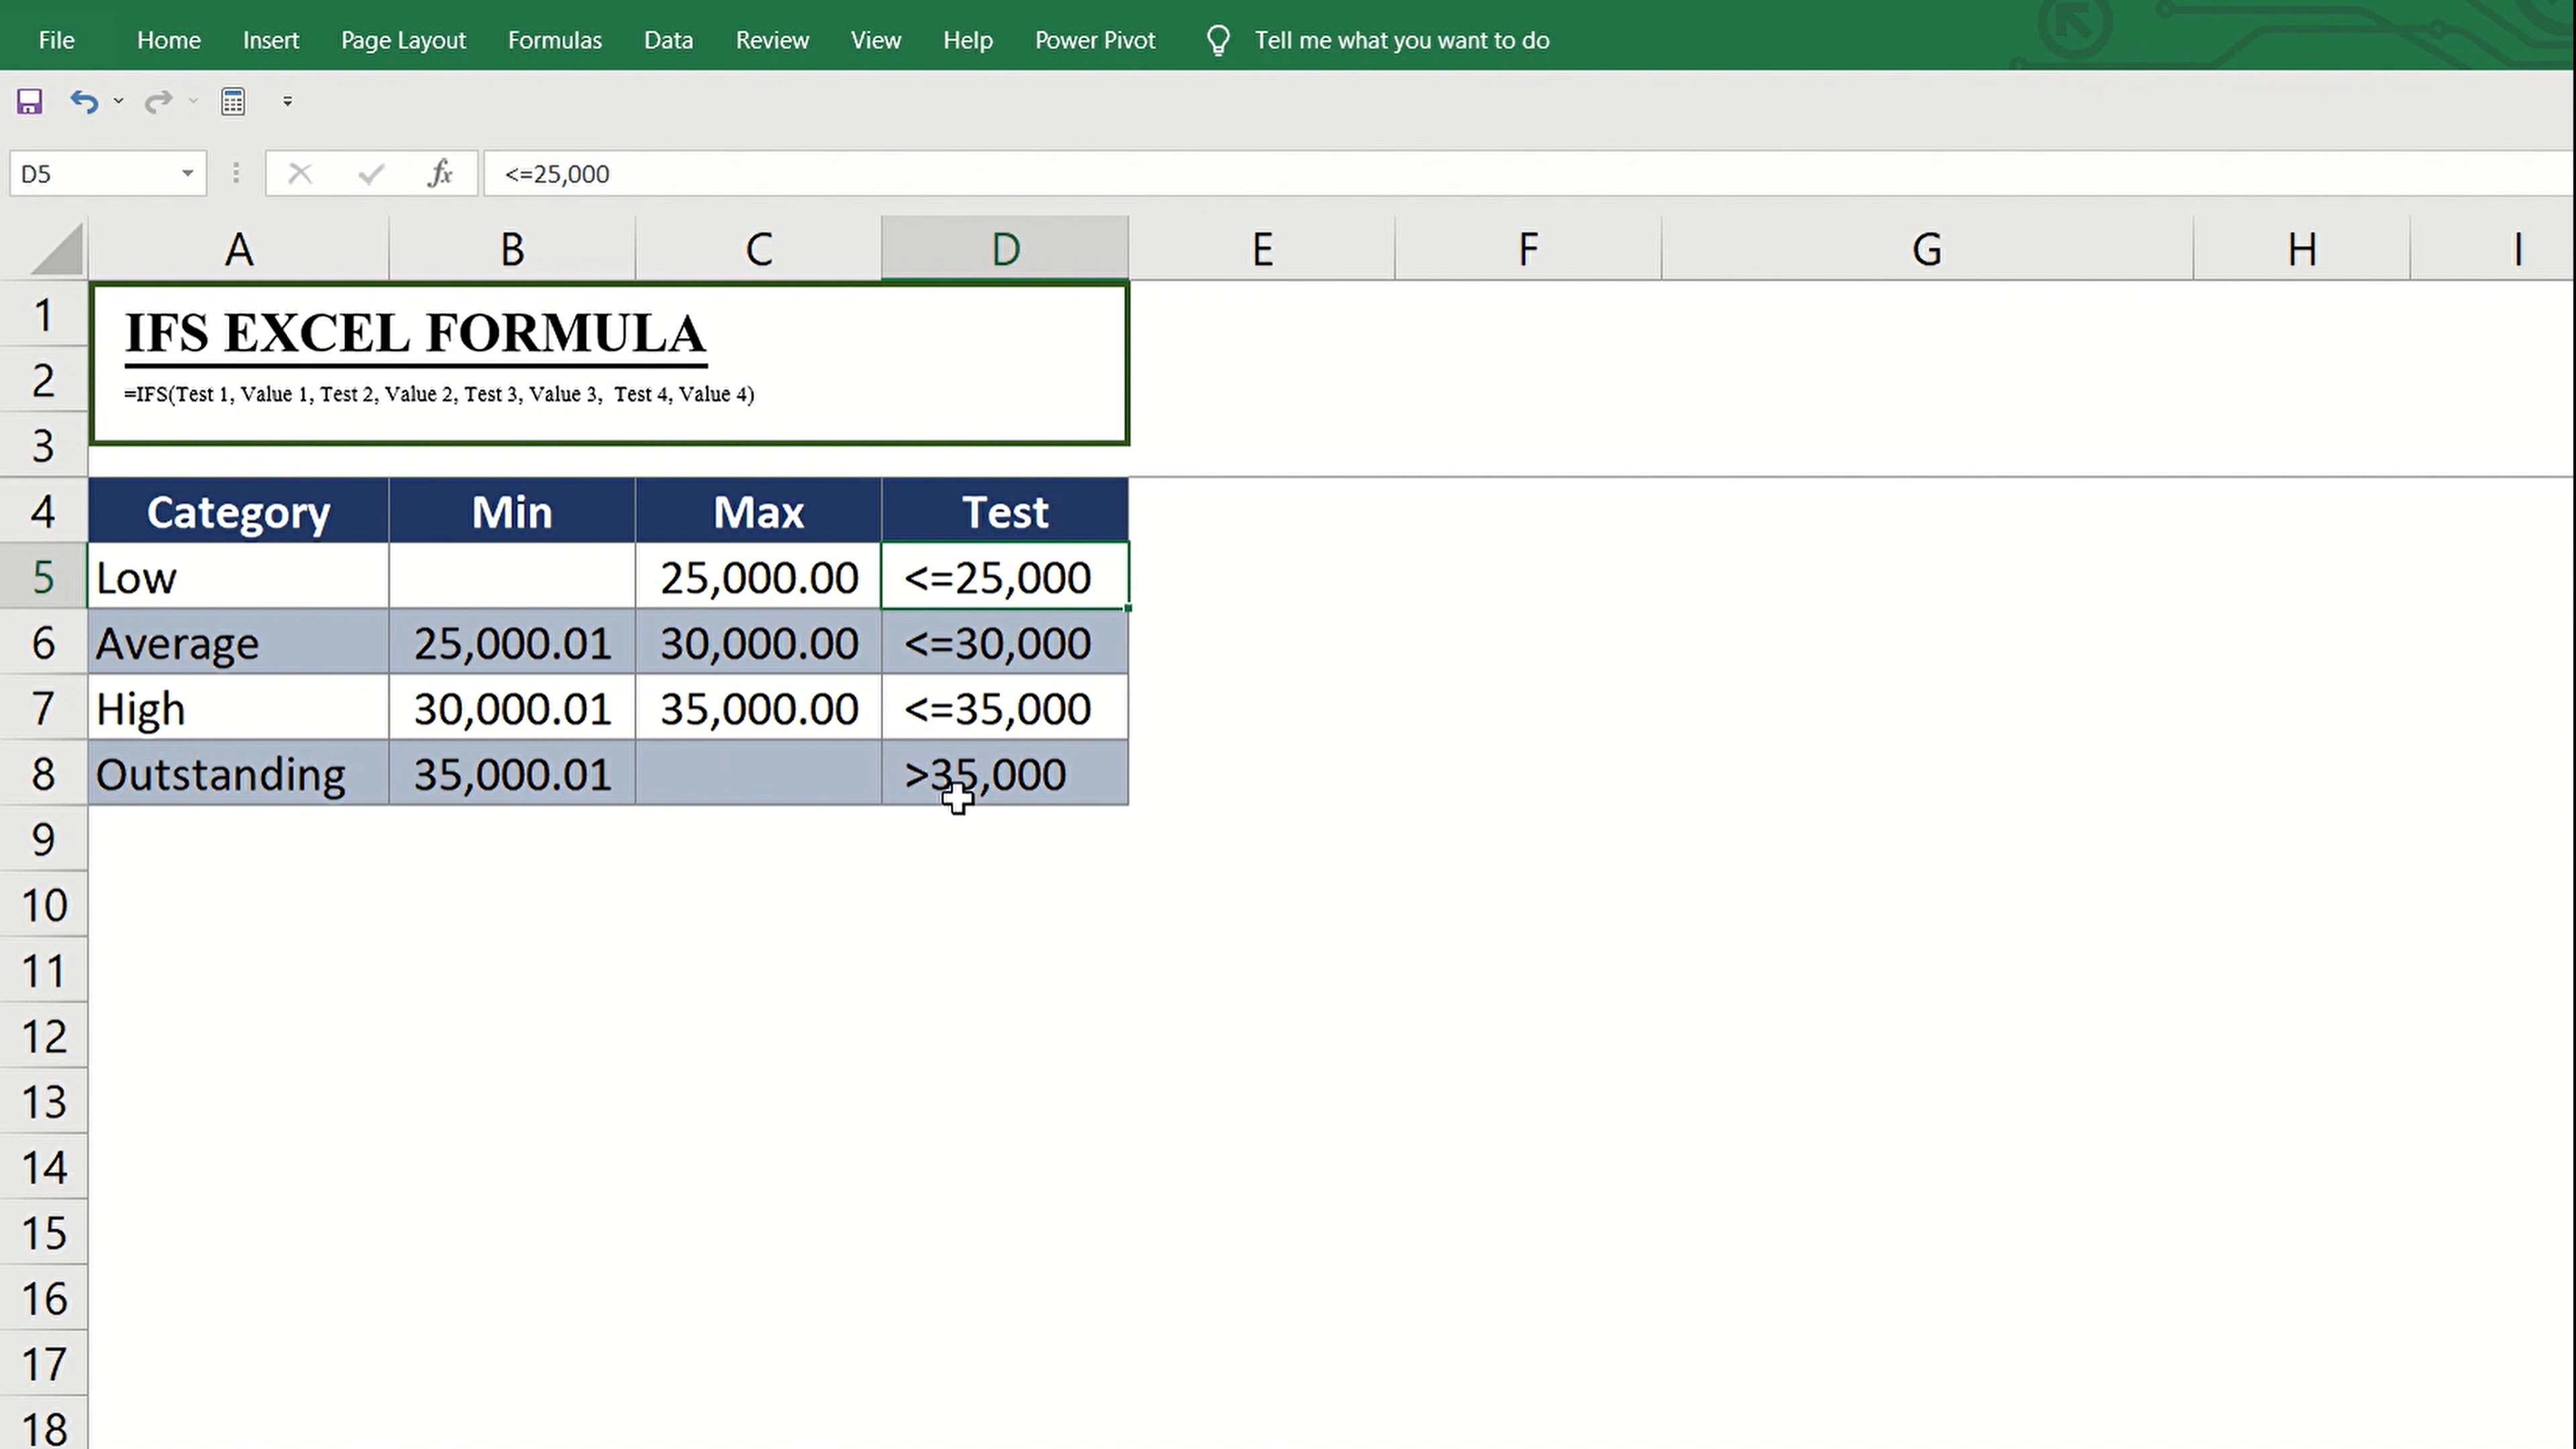 File Home Insert Page Layout Formulas Data Review View Help Power Pivot Tell me what you want to do
D5 fx <=25,000
A B C D E F G H I
1
IFS EXCEL FORMULA
2
=IFS(Test 1, Value 1, Test 2, Value 2, Test 3, Value 3,  Test 4, Value 4)
3
4 Category Min Max Test
5 Low 25,000.00 <=25,000
6 Average 25,000.01 30,000.00 <=30,000
7 High 30,000.01 35,000.00 <=35,000
8 Outstanding 35,000.01 >35,000
9
10
11
12
13
14
15
16
17
18